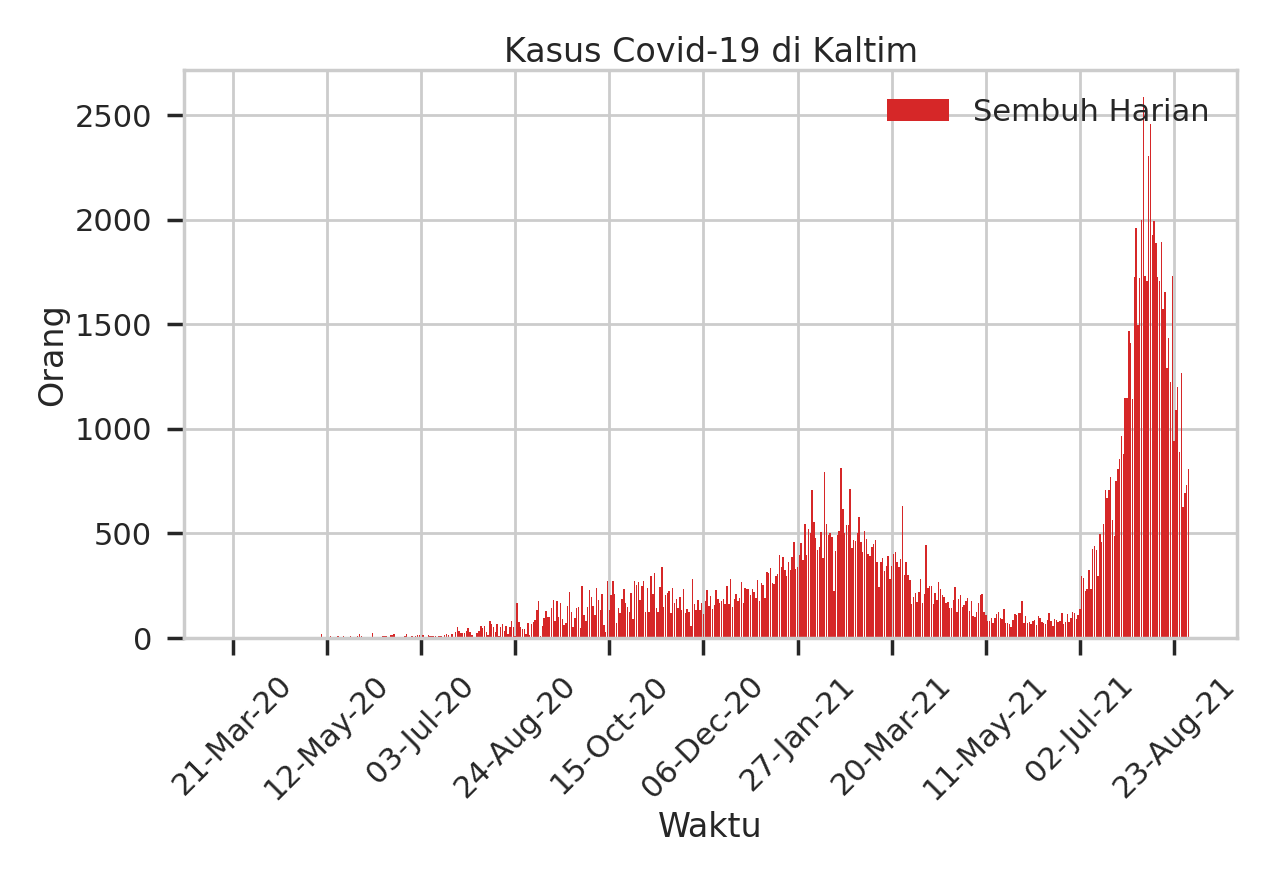 Kasus Covid-19 di Kaltim
Sembuh Harian
Orang
2500
2000
1500
1000
500
0
21-Mar-20
12-May-20
03-Jul-20
24-Aug-20
15-Oct-20
06-Dec-20
27-Jan-21
20-Mar-21
11-May-21
02-Jul-21
23-Aug-21
Waktu